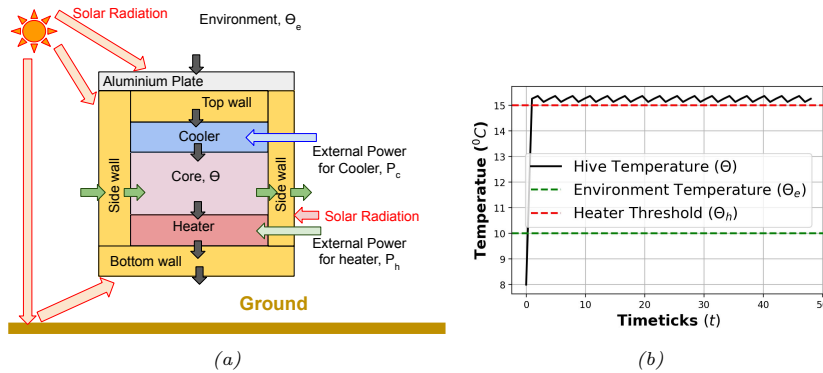 Solar Radiation
Environment, Θe
Aluminium Plate
Top wall
Cooler
External Power
for Cooler, Pc
Core, Θ
Side wall
Side wall
Solar Radiation
Heater
External Power
for heater, Ph
Bottom wall
Ground
(a)
Temperatue (⁰C)
15
14
13
12
11
10
9
8
Hive Temperature (Θ)
Environment Temperature (Θe)
Heater Threshold (Θh)
0
10
20
30
40
50
Timeticks (t)
(b)